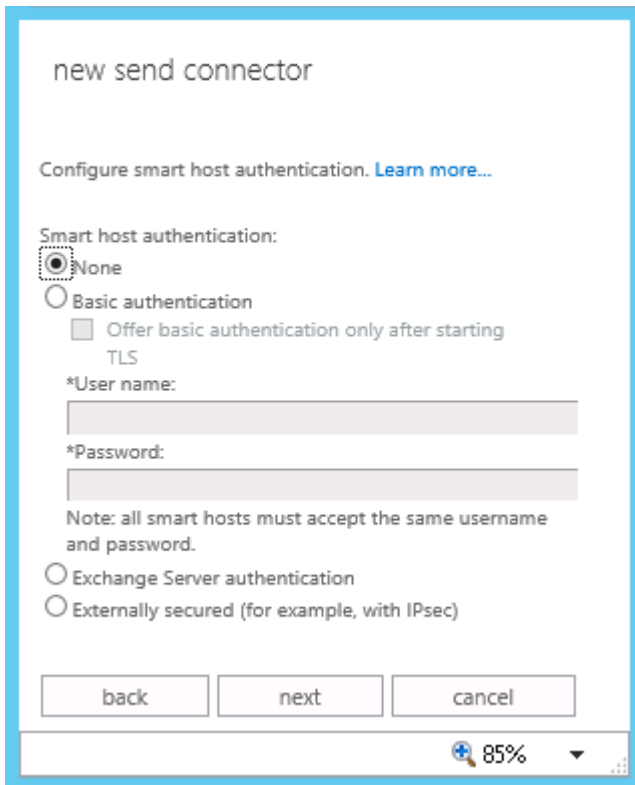 new send connector
Configure smart host authentication. Learn more...
Smart host authentication:
None
Basic authentication
Offer basic authentication only after starting
TLS
*User name:
*Password:
Note: all smart hosts must accept the same username
and password.
Exchange Server authentication
Externally secured (for example, with IPsec)
back next cancel
85%